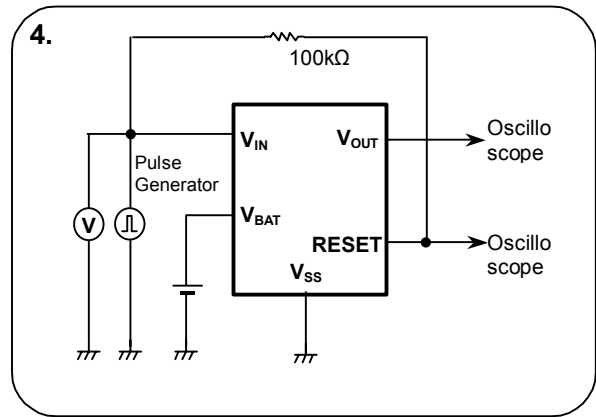 4.
100kΩ
VIN
VOUT
Oscillo
scope
Pulse
Generator
V
VBAT
RESET
Oscillo
scope
VSS